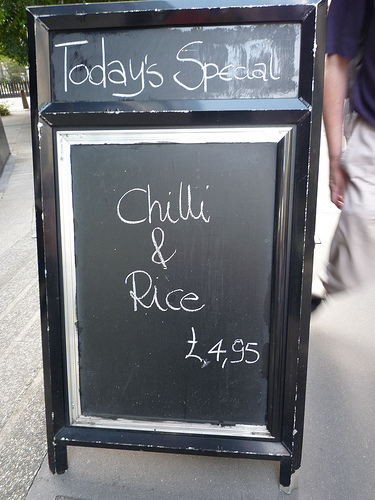 Today's Special
Chilli
&
Rice
£4,95